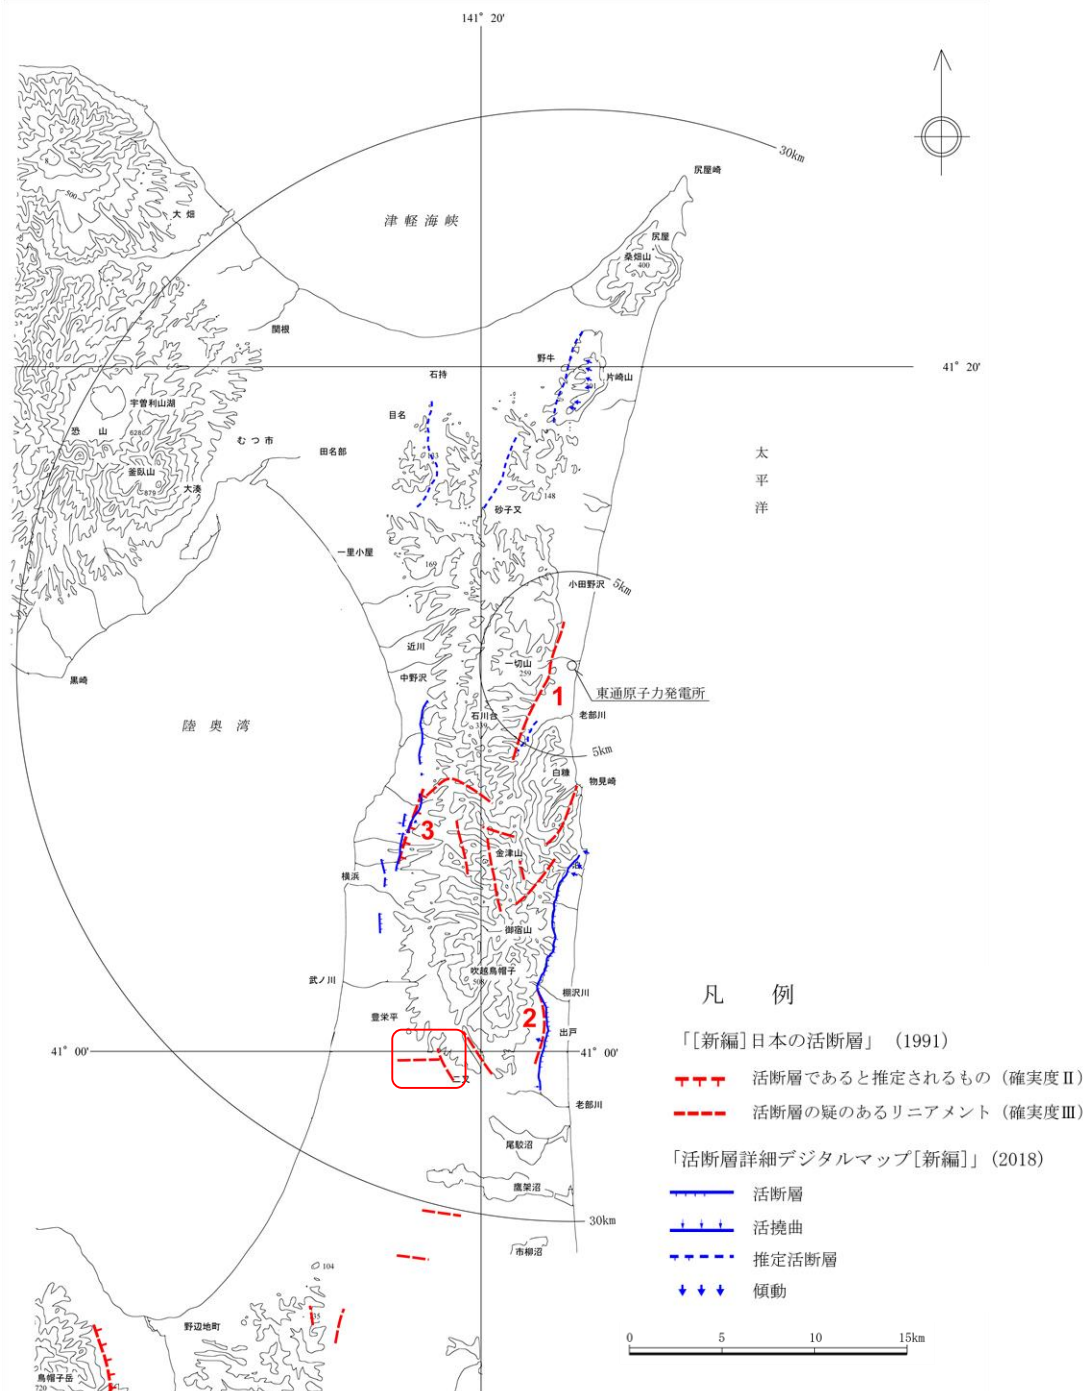 141° 20'
30km
尻屋崎
大畑
津軽海峡
尻屋
桑畑山
400
500
関根
野牛
41° 20'
石持
片崎山
宇曽利山湖
目名
恐山
628
むつ市
田名部
太平洋
釜臥山
879
大湊
148
砂子又
一里小屋
169
小田野沢
5km
近川
一切山
259
中野沢
黒崎
東通原子力発電所
1
陸奥湾
石川台
老部川
5km
白糠
物見崎
3
金津山
横浜
御宿山
吹越烏帽子
508
武ノ川
棚沢川
豊栄平
2
出戸
41° 00'
41° 00'
二又
老部川
尾駮沼
鷹架沼
30km
市柳沼
104
野辺地町
烏帽子岳
720
凡 例
「[新編]日本の活断層」 (1991)
活断層であると推定されるもの (確実度Ⅱ)
活断層の疑のあるリニアメント (確実度Ⅲ)
「活断層詳細デジタルマップ[新編]」 (2018)
活断層
活撓曲
推定活断層
傾動
0 5 10 15km